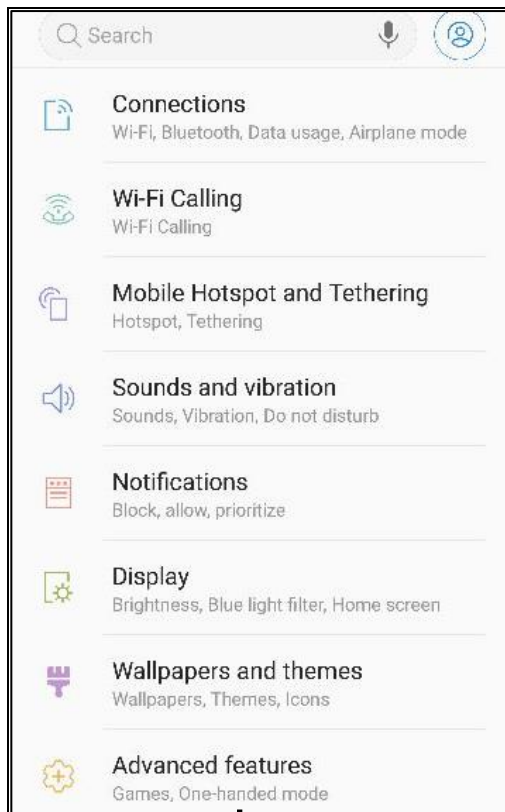 Search
Connections
Wi-Fi, Bluetooth, Data usage, Airplane mode
Wi-Fi Calling
Wi-Fi Calling
Mobile Hotspot and Tethering
Hotspot, Tethering
Sounds and vibration
Sounds, Vibration, Do not disturb
Notifications
Block, allow, prioritize
Display
Brightness, Blue light filter, Home screen
Wallpapers and themes
Wallpapers, Themes, Icons
Advanced features
Games, One-handed mode